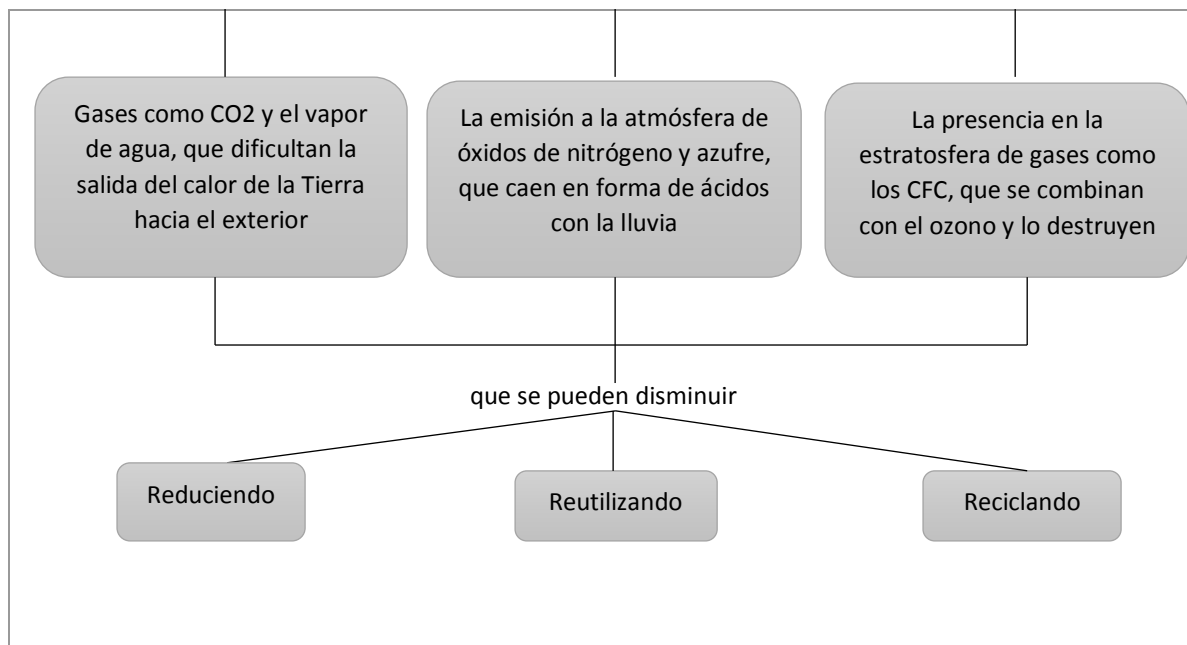 Gases como CO2 y el vapor
de agua, que dificultan la
salida del calor de la Tierra
hacia el exterior
La emisión a la atmósfera de
óxidos de nitrógeno y azufre,
que caen en forma de ácidos
con la lluvia
La presencia en la
estratosfera de gases como
los CFC, que se combinan
con el ozono y lo destruyen
que se pueden disminuir
Reduciendo
Reutilizando
Reciclando